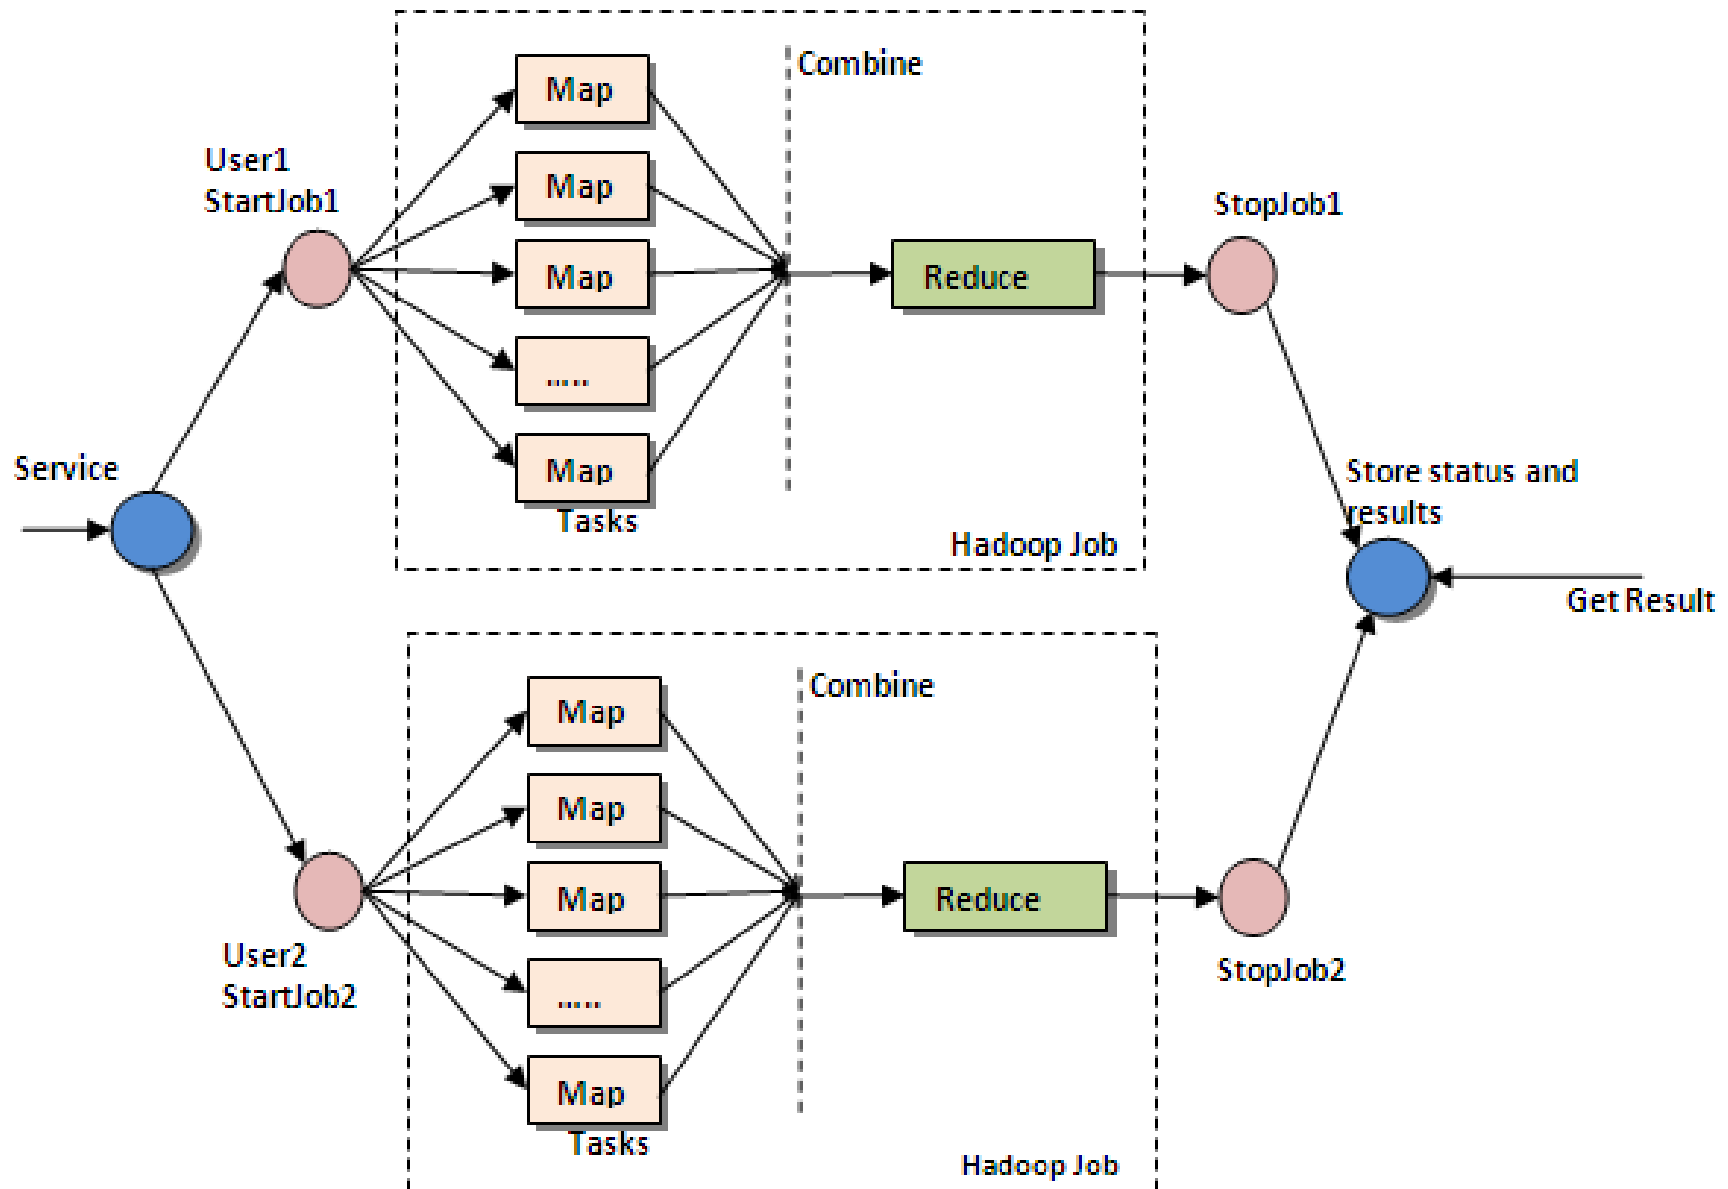 Combine
Map
User1
StartJob1
Map
StopJob1
Map
Reduce
.....
Map
Service
Store status and
results
Tasks
Hadoop Job
Get Result
Combine
Map
Map
Map
Reduce
User2
StartJob2
.....
StopJob2
Map
Tasks
Hadoop Job